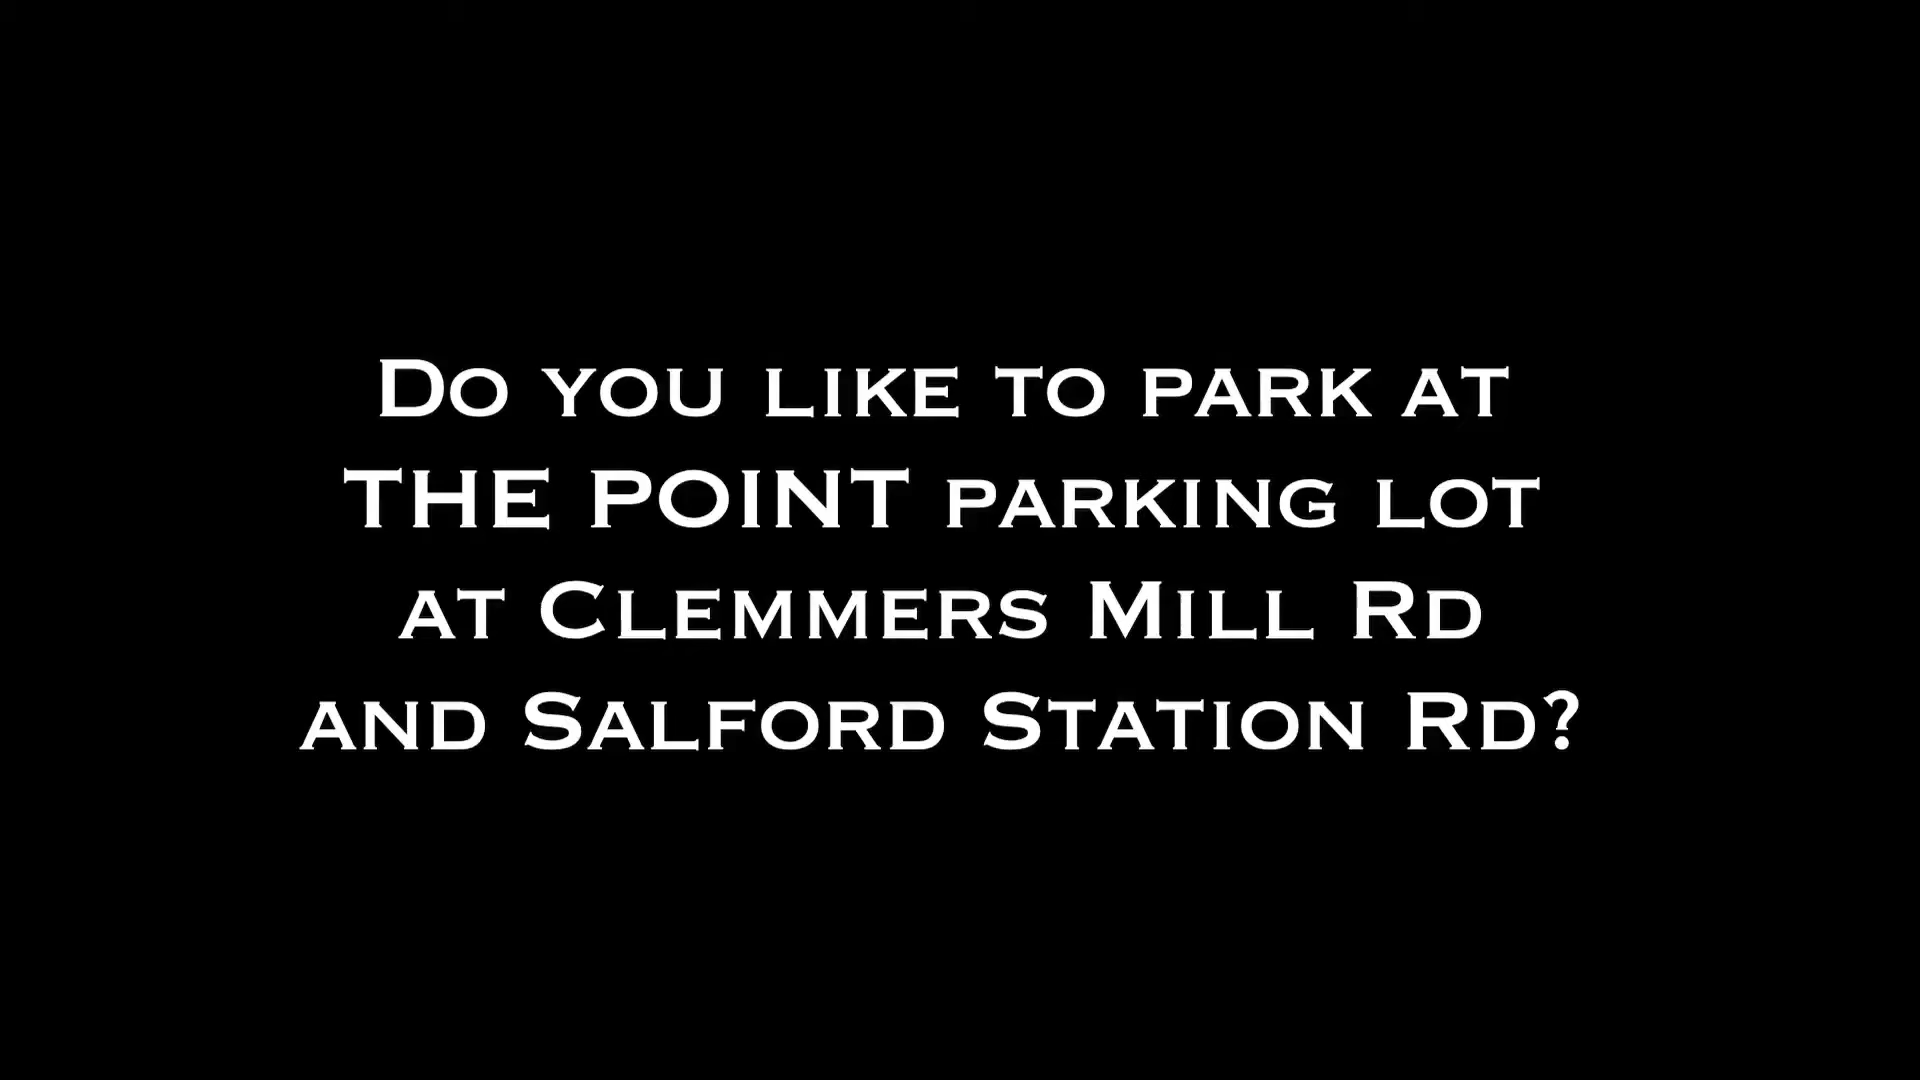 Do you like to park at
THE POINT parking lot
at Clemmers Mill Rd
and Salford Station Rd?